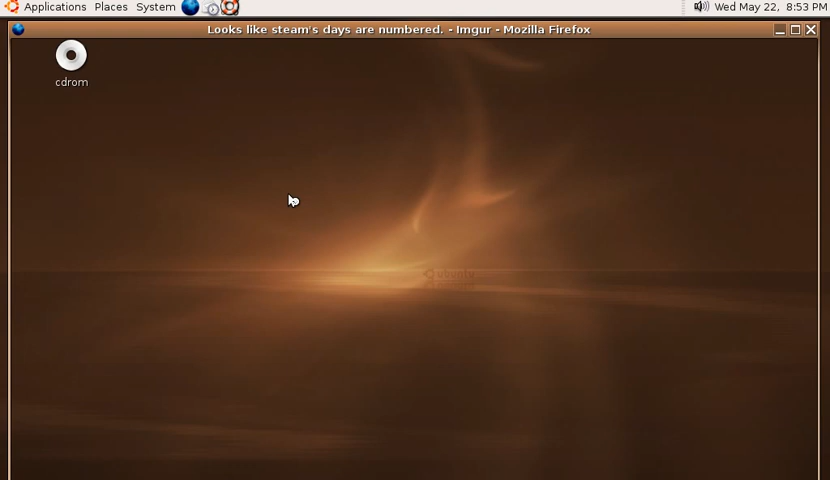 Applications Places System Wed May 22, 8:53 PM
Looks like steam's days are numbered. - Imgur - Mozilla Firefox
cdrom
ubuntu